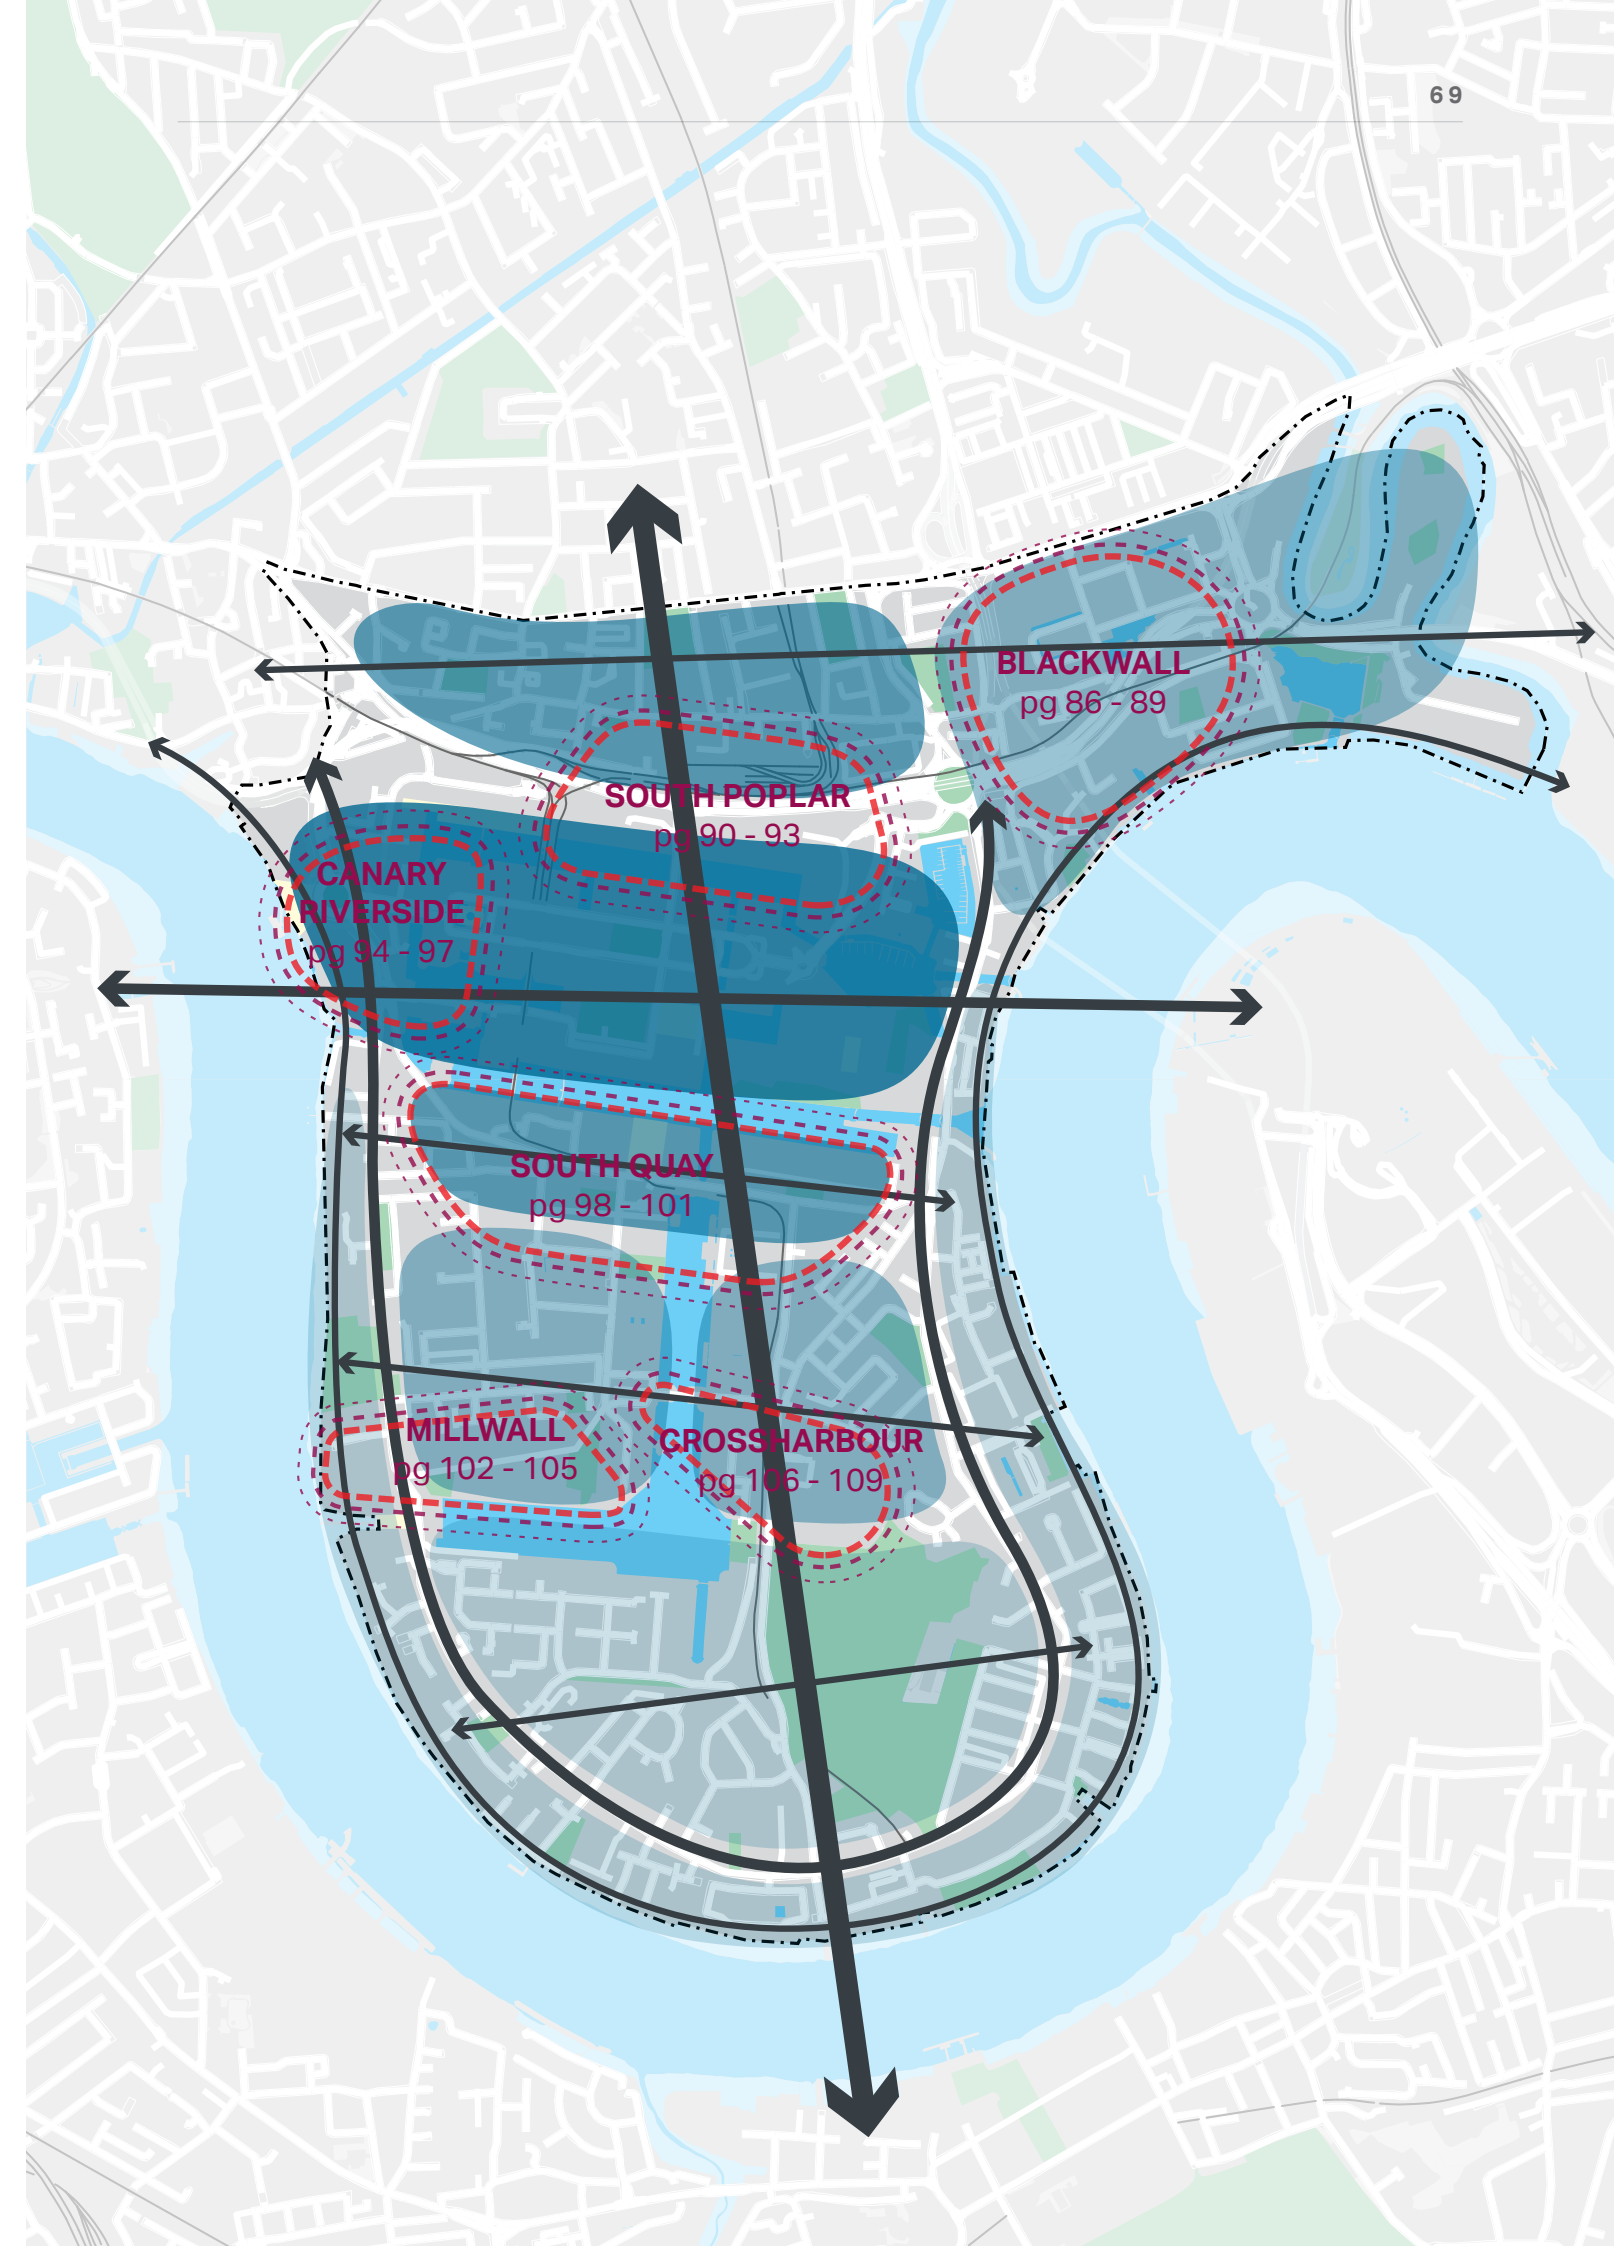 69
BLACKWALL
pg 86 - 89
SOUTH POPLAR
pg 90 - 93
CANARY
RIVERSIDE
pg 94 - 97
SOUTH QUAY
pg 98 - 101
MILLWALL
pg 102 - 105
CROSSHARBOUR
pg 106 - 109